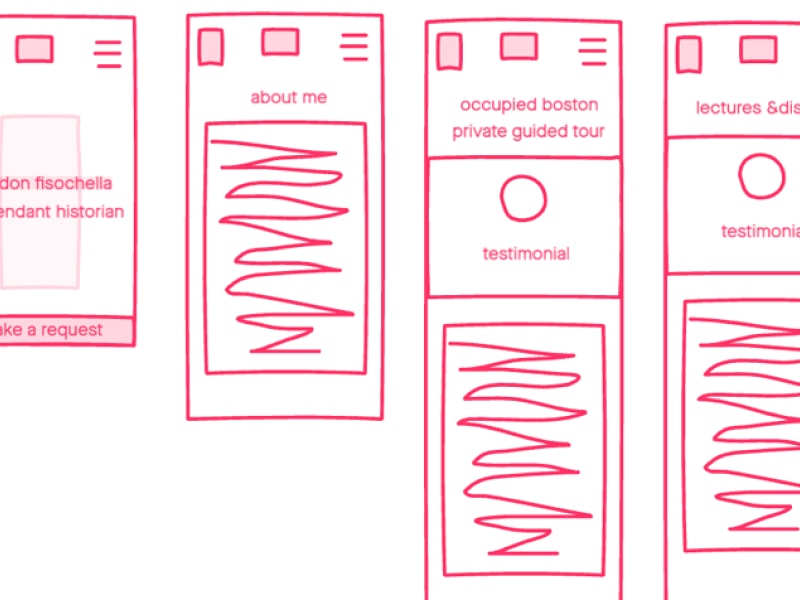 don fisochella
endant historian
ake a request
about me
occupied boston
private guided tour
testimonial
lectures &dis
testimonia